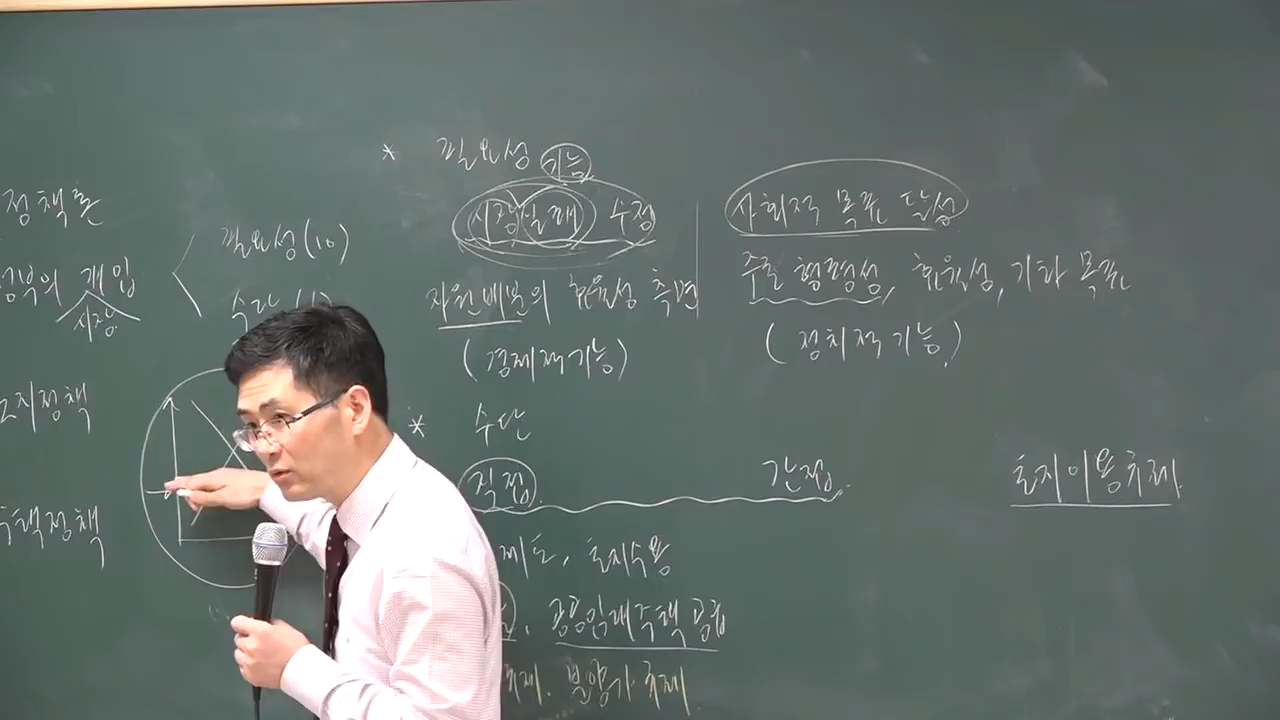 정책론
정부의 개입
시장
토지정책
주택정책
필요성(10)
수단
* 필요성 기능
(시장실패) 수정
자원배분의 효율성 측면
(경제적기능)
사회적 목표 달성
주로 형평성, 효율성, 기타 목표
(정치적 기능)
* 수단
직접.
간접.
제도, 토지수용
공공임대주택 공급
규제. 분양가 규제.
토지이용규제.